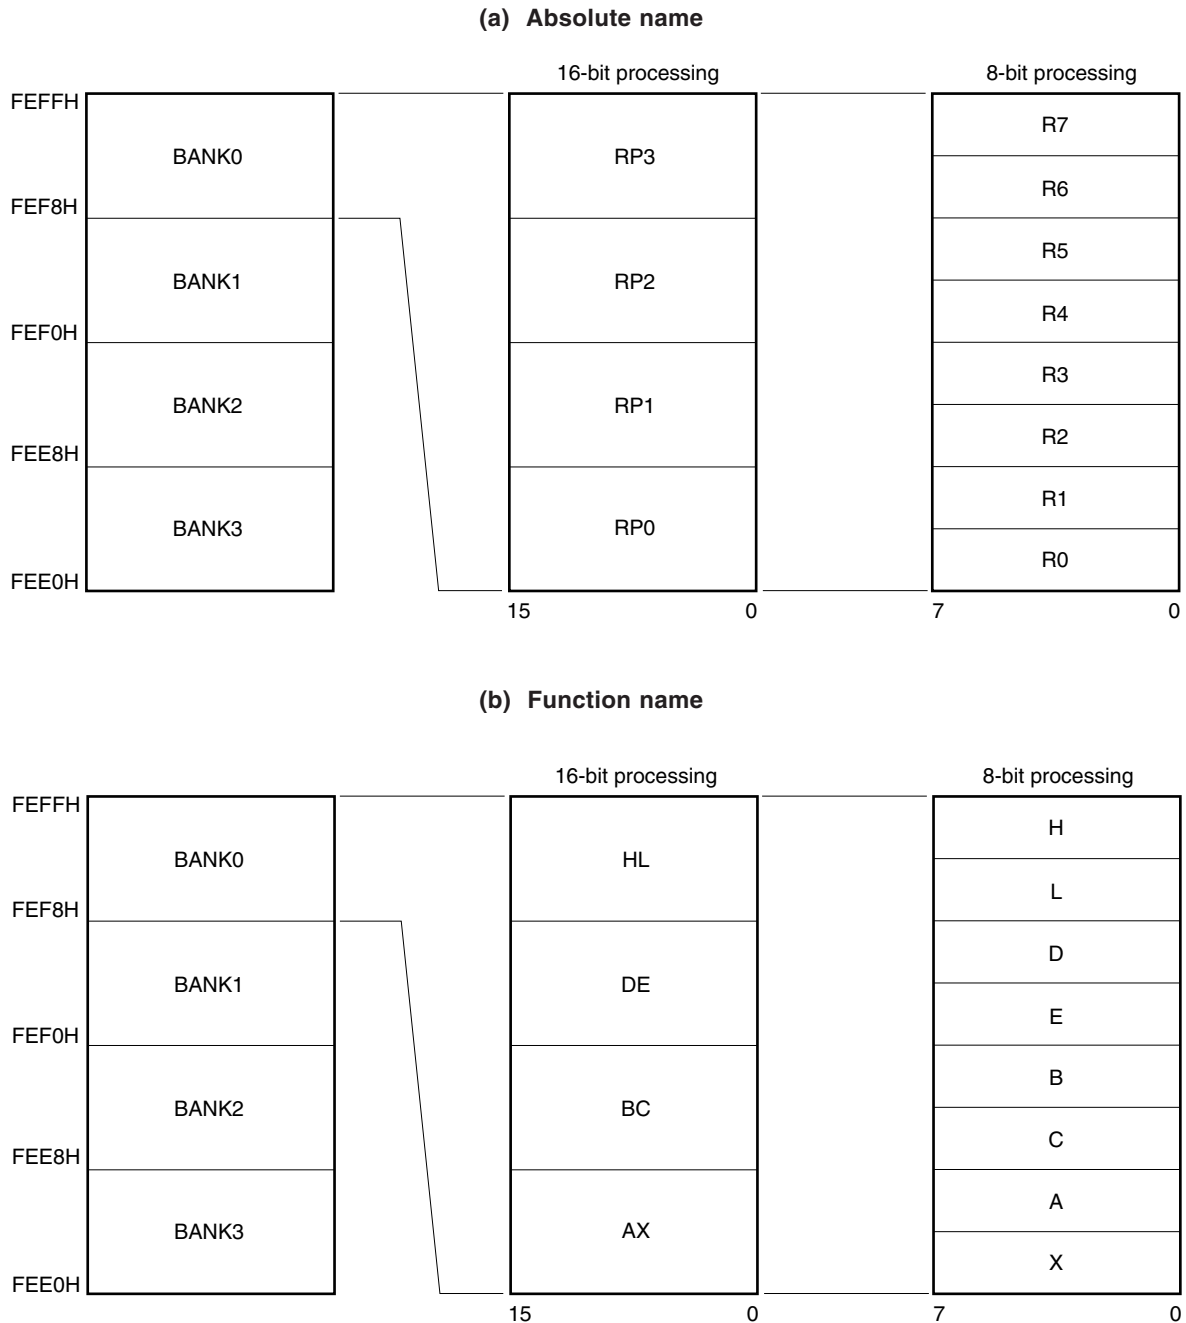 (a) Absolute name
16-bit processing
8-bit processing
FEFFH
BANK0
RP3
R7
R6
FEF8H
BANK1
RP2
R5
R4
FEF0H
BANK2
RP1
R3
R2
FEE8H
BANK3
RP0
R1
R0
FEE0H
15
0
7
0
(b) Function name
16-bit processing
8-bit processing
FEFFH
BANK0
HL
H
L
FEF8H
BANK1
DE
D
E
FEF0H
BANK2
BC
B
C
FEE8H
BANK3
AX
A
X
FEE0H
15
0
7
0